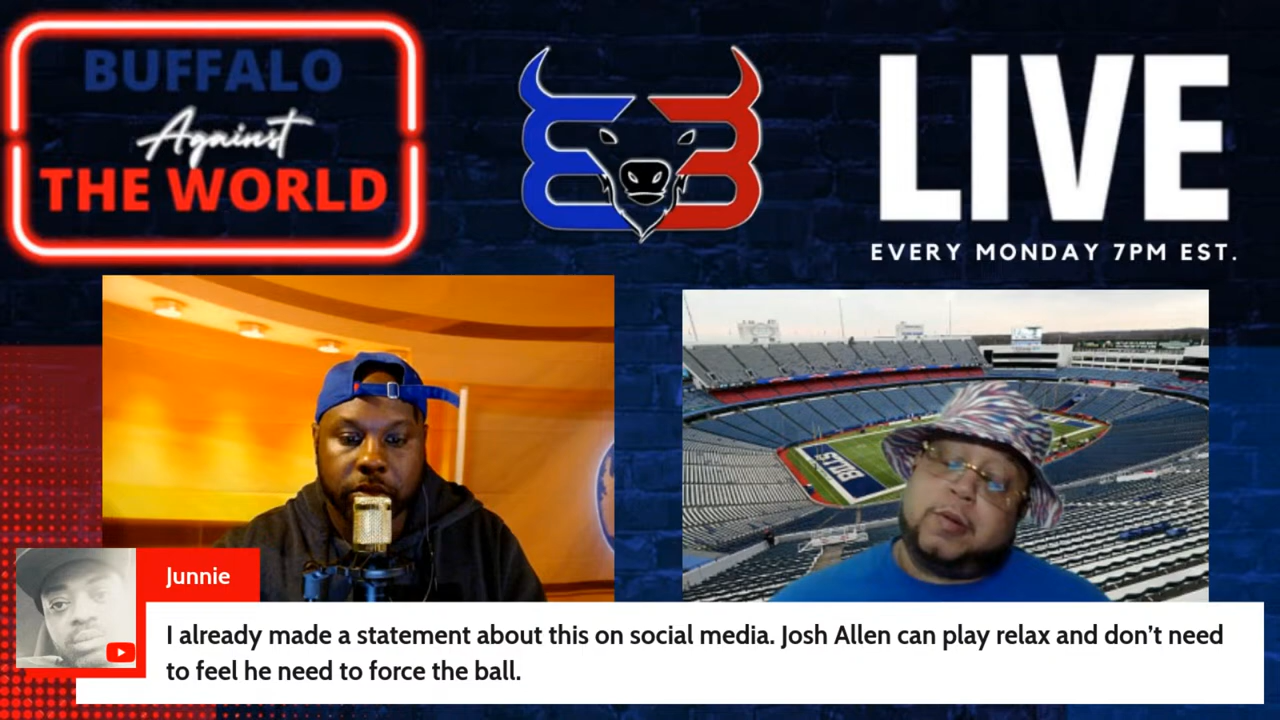 BUFFALO
Against
THE WORLD
LIVE
EVERY MONDAY 7PM EST.
BILLS
Junnie
I already made a statement about this on social media. Josh Allen can play relax and don't need
to feel he need to force the ball.